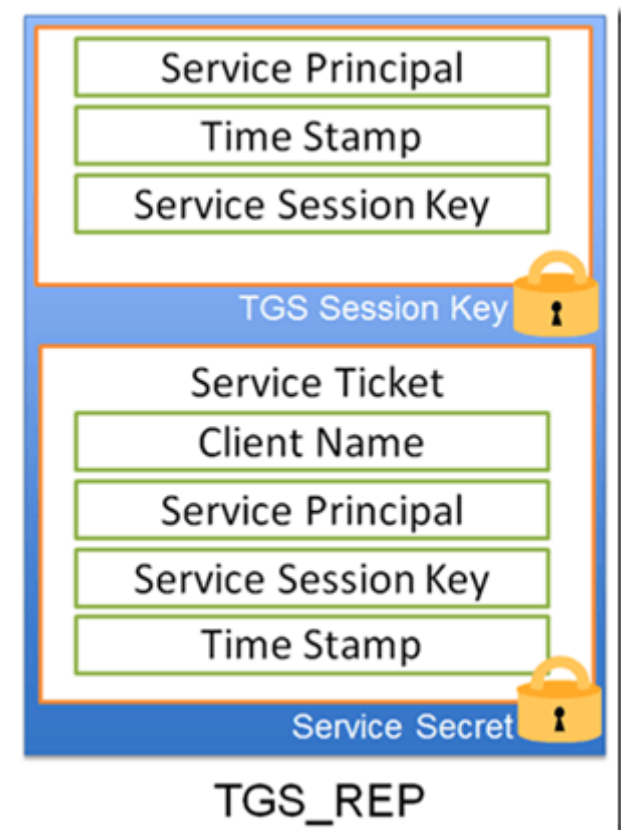 Service Principal
Time Stamp
Service Session Key
TGS Session Key
Service Ticket
Client Name
Service Principal
Service Session Key
Time Stamp
Service Secret
TGS_REP